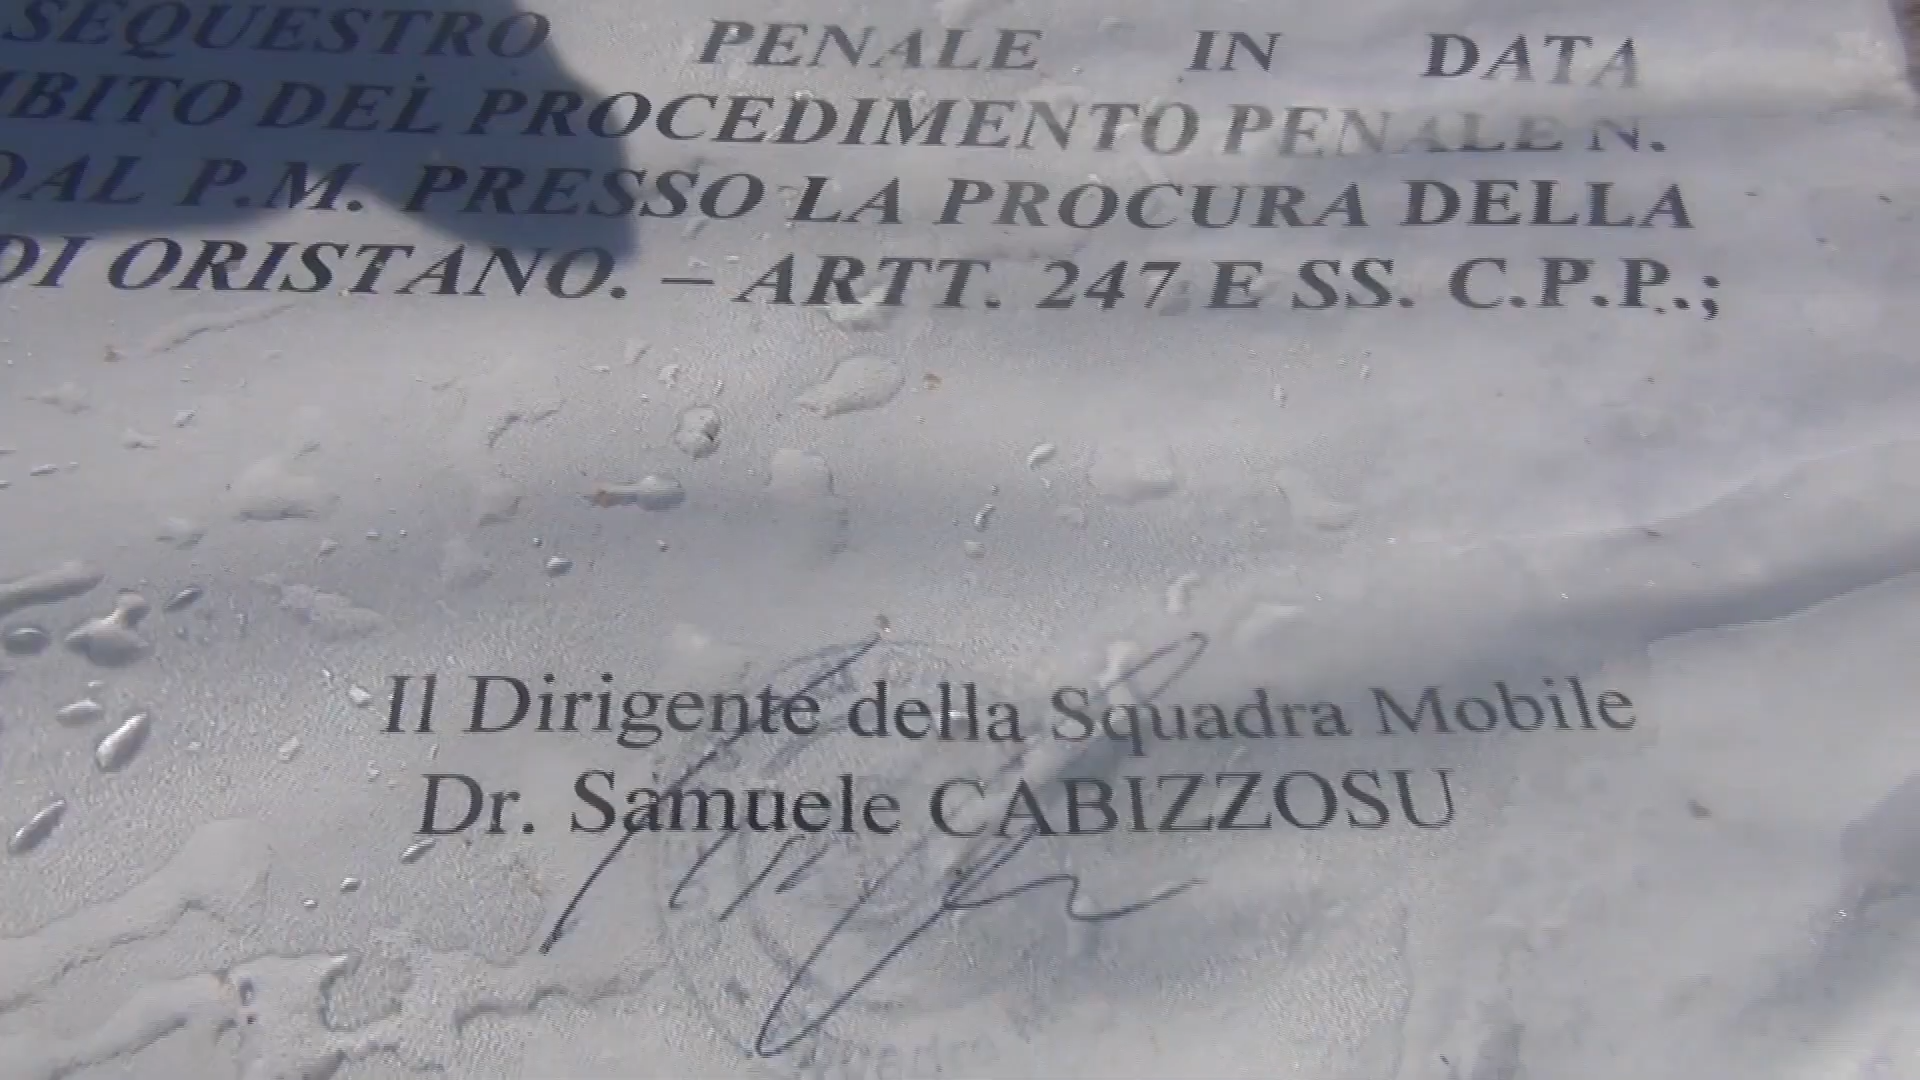 SEQUESTRO PENALE IN DATA
MBITO DEL PROCEDIMENTO PENALE N.
DAL P.M. PRESSO LA PROCURA DELLA
DI ORISTANO. – ARTT. 247 E SS. C.P.P.;
Il Dirigente della Squadra Mobile
Dr. Samuele CABIZZOSU